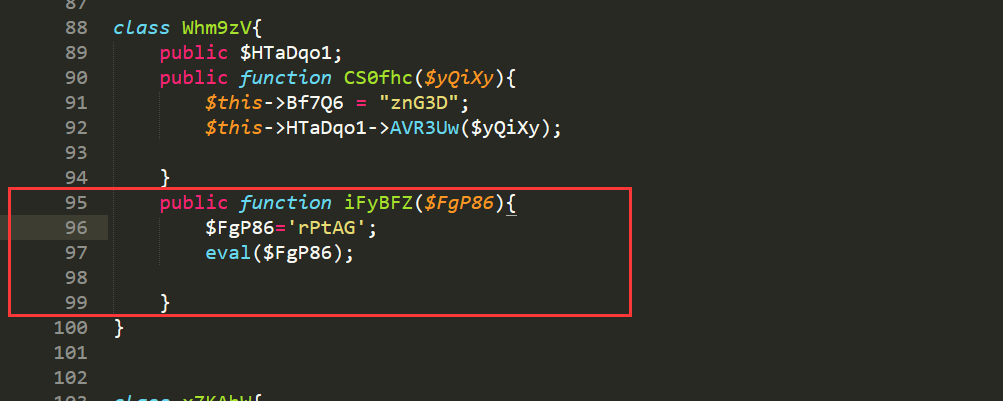 87
88 class Whm9zV{
89 public $HTaDqo1;
90 public function CS0fhc($yQiXy){
91 $this->Bf7Q6 = "znG3D";
92 $this->HTaDqo1->AVR3Uw($yQiXy);
93
94 }
95 public function iFyBFZ($FgP86){
96 $FgP86='rPtAG';
97 eval($FgP86);
98
99 }
100 }
101
102
103 class xZKAhW{